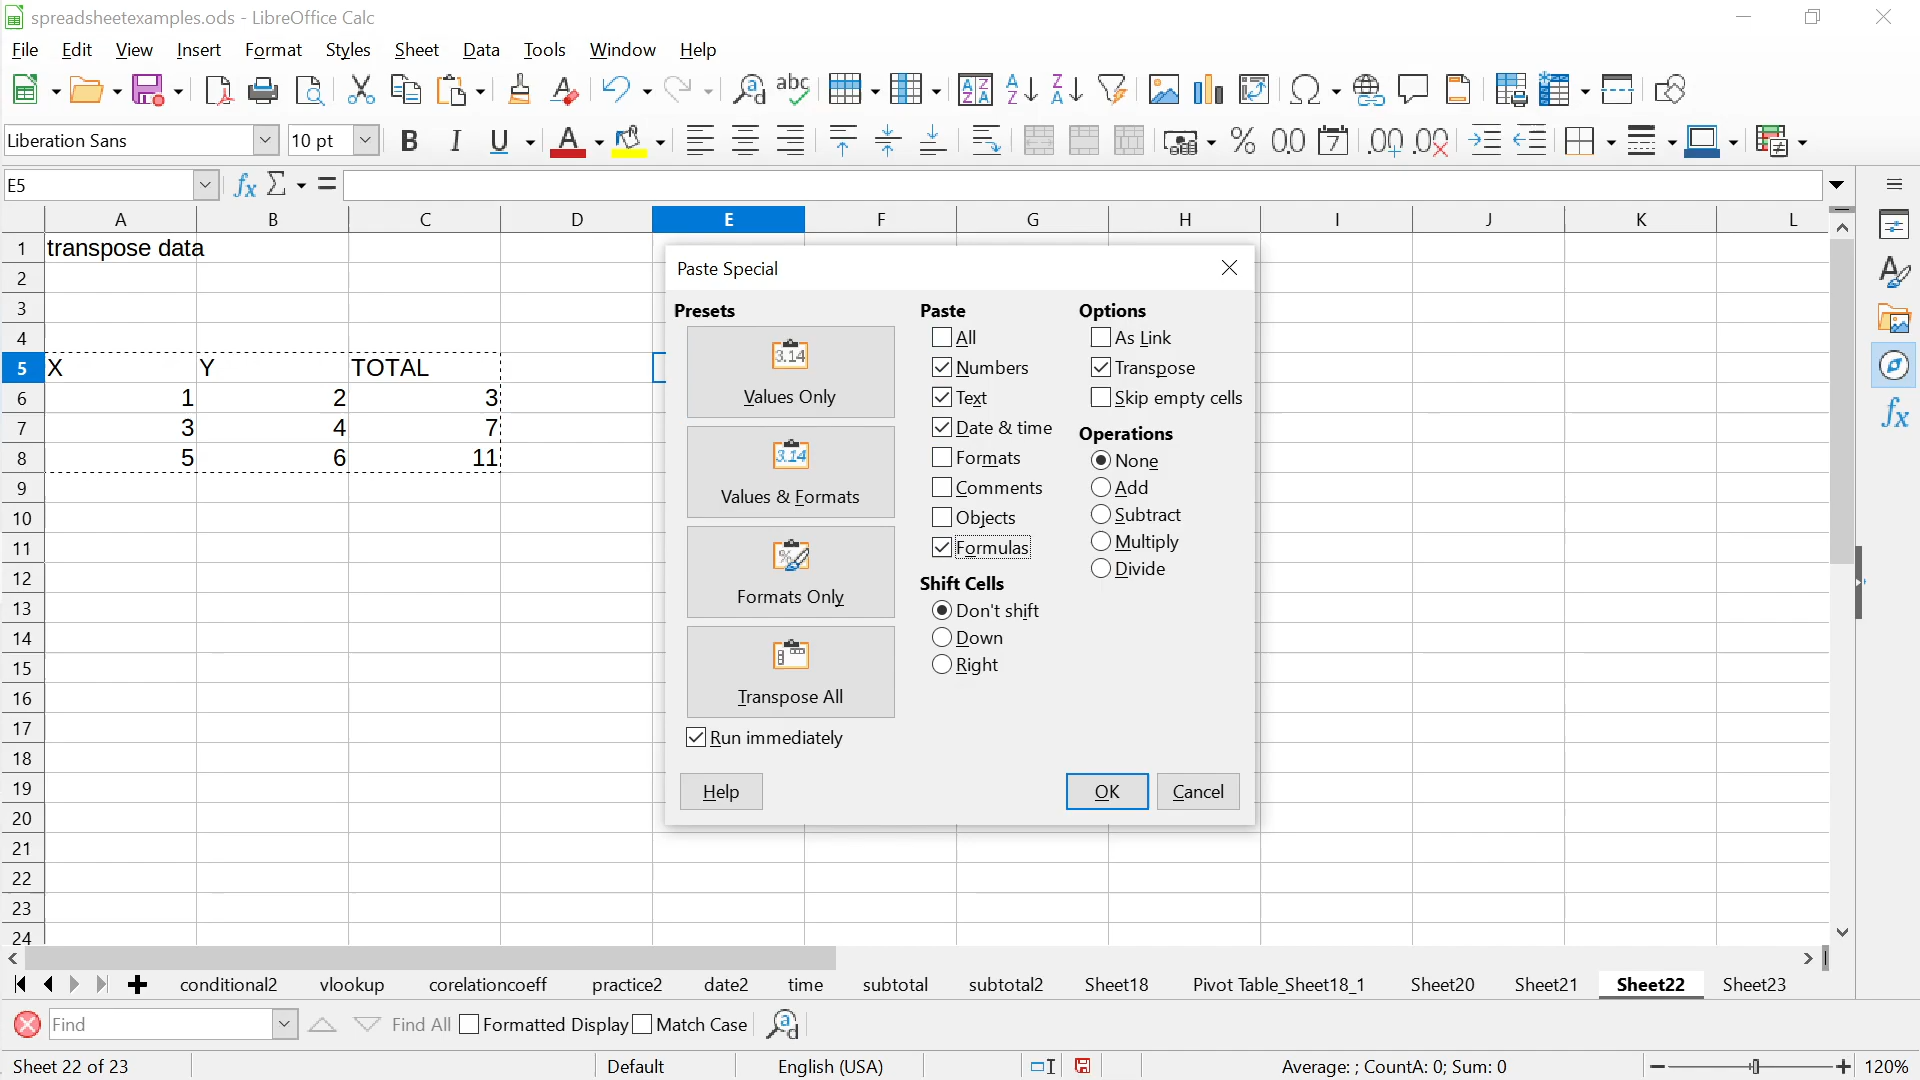 spreadsheetexamples.ods - LibreOffice Calc
File Edit View Insert Format Styles Sheet Data Tools Window Help
Liberation Sans 10 pt
E5
A B C D E F G H I J K L
1 transpose data
2
3
4
5 X Y TOTAL
6 1 2 3
7 3 4 7
8 5 6 11
9
10
11
12
13
14
15
16
17
18
19
20
21
22
23
24
Paste Special
Presets
Values Only
Values & Formats
Formats Only
Transpose All
Run immediately
Paste
All
Numbers
Text
Date & time
Formats
Comments
Objects
Formulas
Shift Cells
Don't shift
Down
Right
Options
As Link
Transpose
Skip empty cells
Operations
None
Add
Subtract
Multiply
Divide
Help OK Cancel
conditional2 vlookup corelationcoeff practice2 date2 time subtotal subtotal2 Sheet18 Pivot Table_Sheet18_1 Sheet20 Sheet21 Sheet22 Sheet23
Find Find All Formatted Display Match Case
Sheet 22 of 23 Default English (USA) Average: ; CountA: 0; Sum: 0 120%